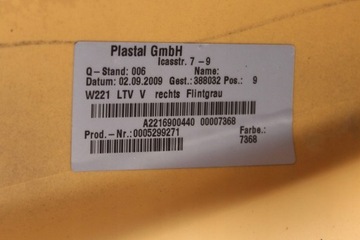 Plastal GmbH
Icasstr. 7-9
Q-Stand: 006 Name:
Datum: 02.09.2009 Gest.: 388032 Pos.: 9
W221 LTV V rechts Flintgrau
A2216900440 00007368
Prod.-Nr.:0005299271 Farbe.:
7368